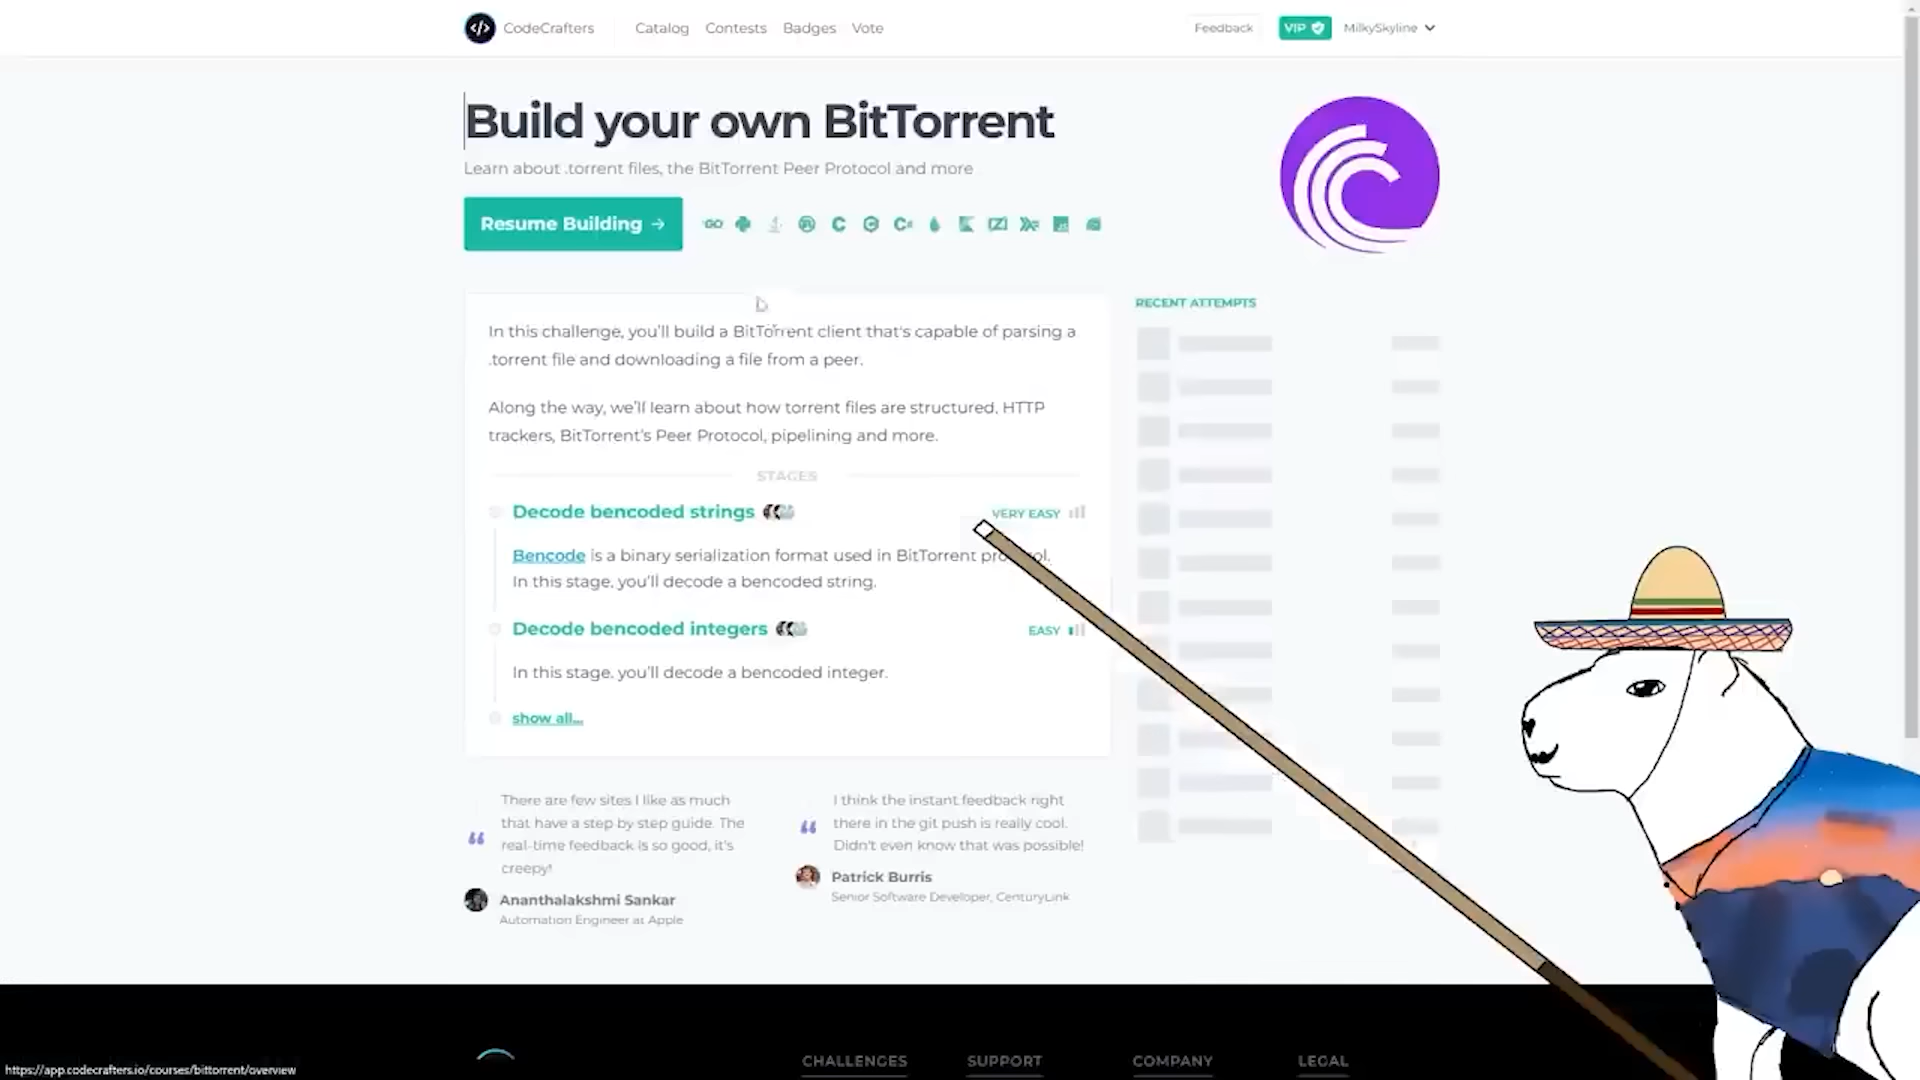 CodeCrafters
Catalog
Contests
Badges
Vote
Feedback
VIP
MilkySkyline
Build your own BitTorrent
Learn about .torrent files, the BitTorrent Peer Protocol and more
Resume Building →
In this challenge, you'll build a BitTorrent client that's capable of parsing a
.torrent file and downloading a file from a peer.
Along the way, we'll learn about how torrent files are structured, HTTP
trackers, BitTorrent's Peer Protocol, pipelining and more.
STAGES
Decode bencoded strings
VERY EASY
Bencode is a binary serialization format used in BitTorrent
In this stage, you'll decode a bencoded string.
Decode bencoded integers
EASY
In this stage, you'll decode a bencoded integer.
show all...
RECENT ATTEMPTS
There are few sites I like as much
that have a step by step guide. The
real-time feedback is so good, it's
creepy!
Ananthalakshmi Sankar
Automation Engineer at Apple
I think the instant feedback right
there in the git push is really cool.
Didn't even know that was possible!
Patrick Burris
Senior Software Developer, CenturyLink
CHALLENGES
SUPPORT
COMPANY
LEGAL
https://app.codecrafters.io/courses/bittorrent/overview